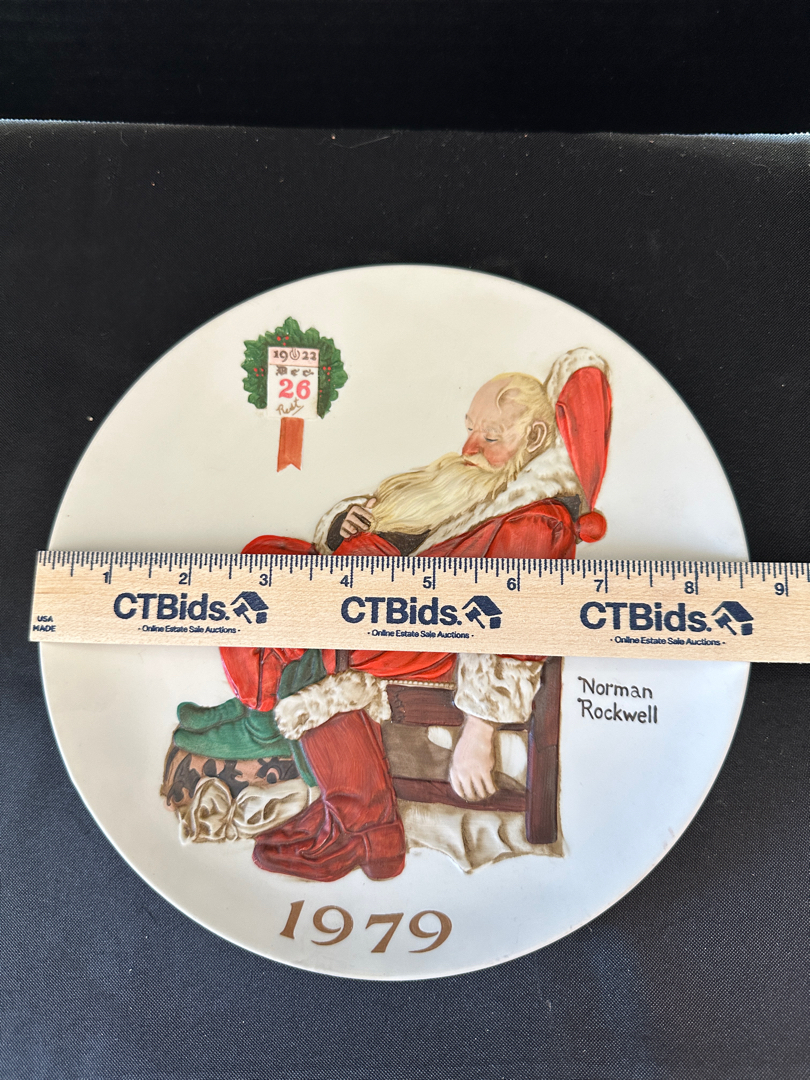 1922
Dec
26
Rest
1 2 3 4 5 6 7 8 9
USA
MADE
CTBids.
- Online Estate Sale Auctions -
CTBids.
- Online Estate Sale Auctions -
CTBids.
- Online Estate Sale Auctions -
Norman
Rockwell
1979